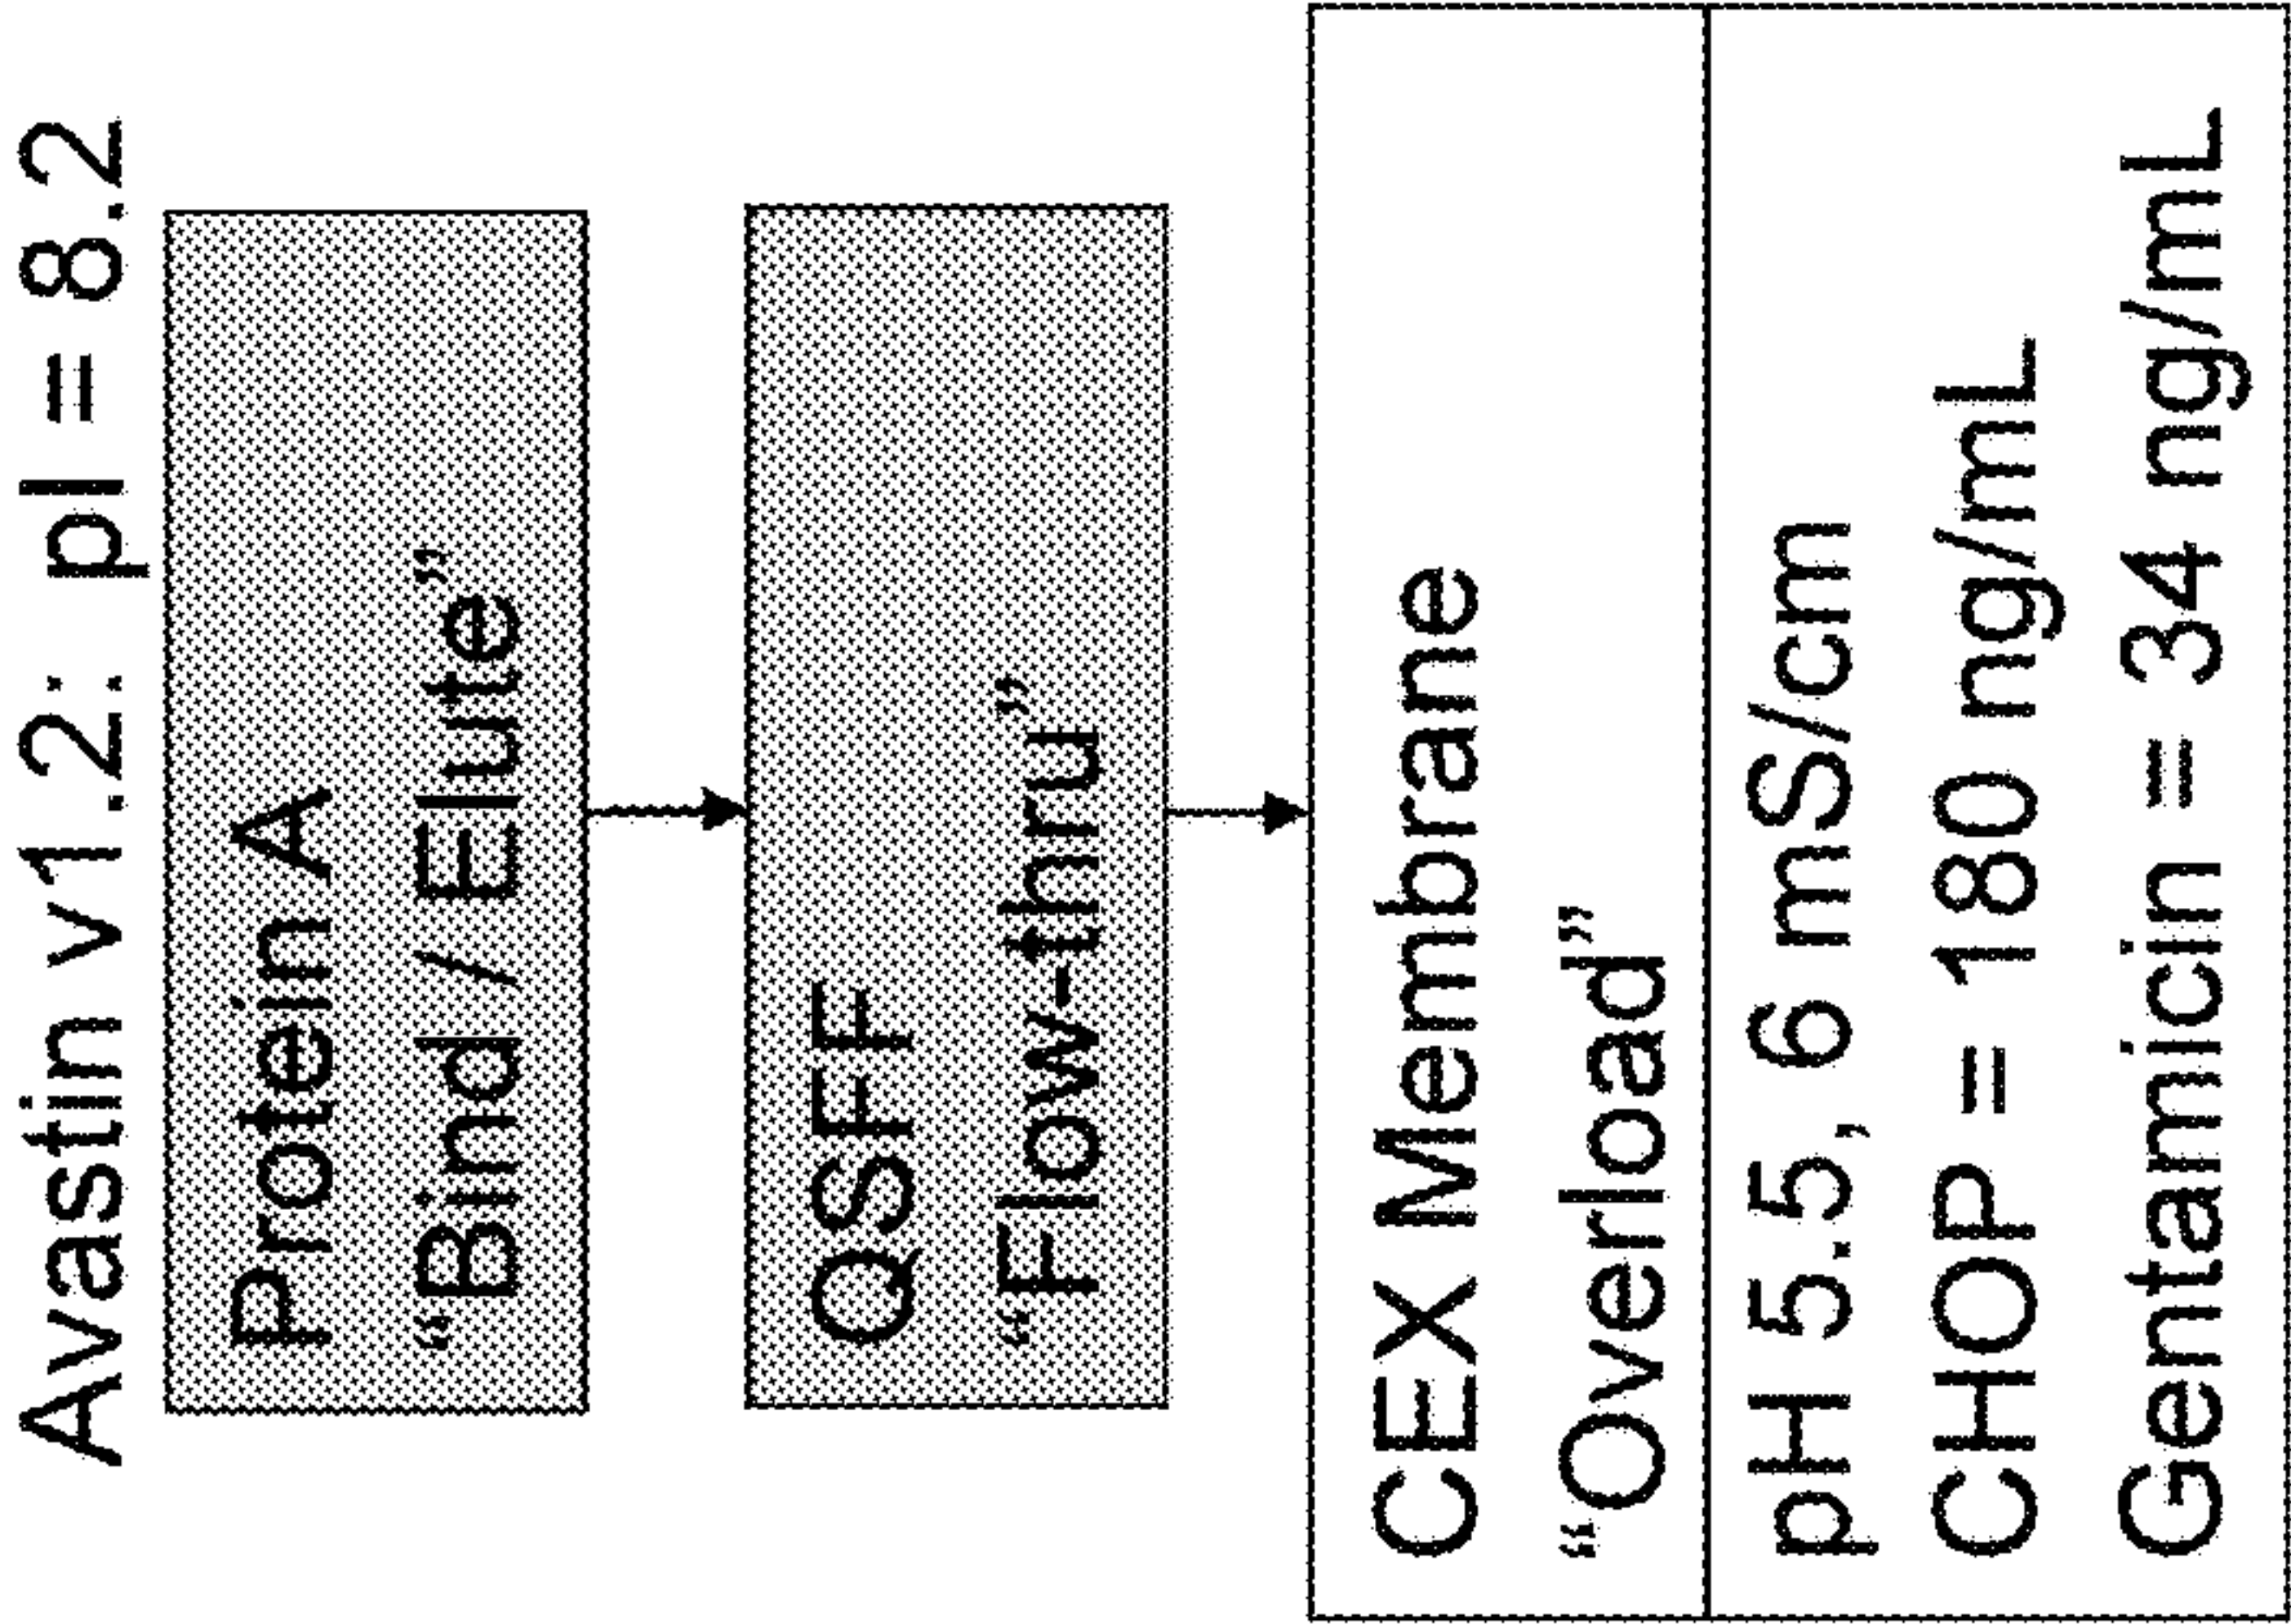 Avastin v1.2: pI = 8.2
Protein A
“Bind / Elute”
QSFF
“Flow-thru”
CEX Membrane
“Overload”
pH 5.5, 6 mS/cm
CHOP = 180 ng/mL
Gentamicin = 34 ng/mL